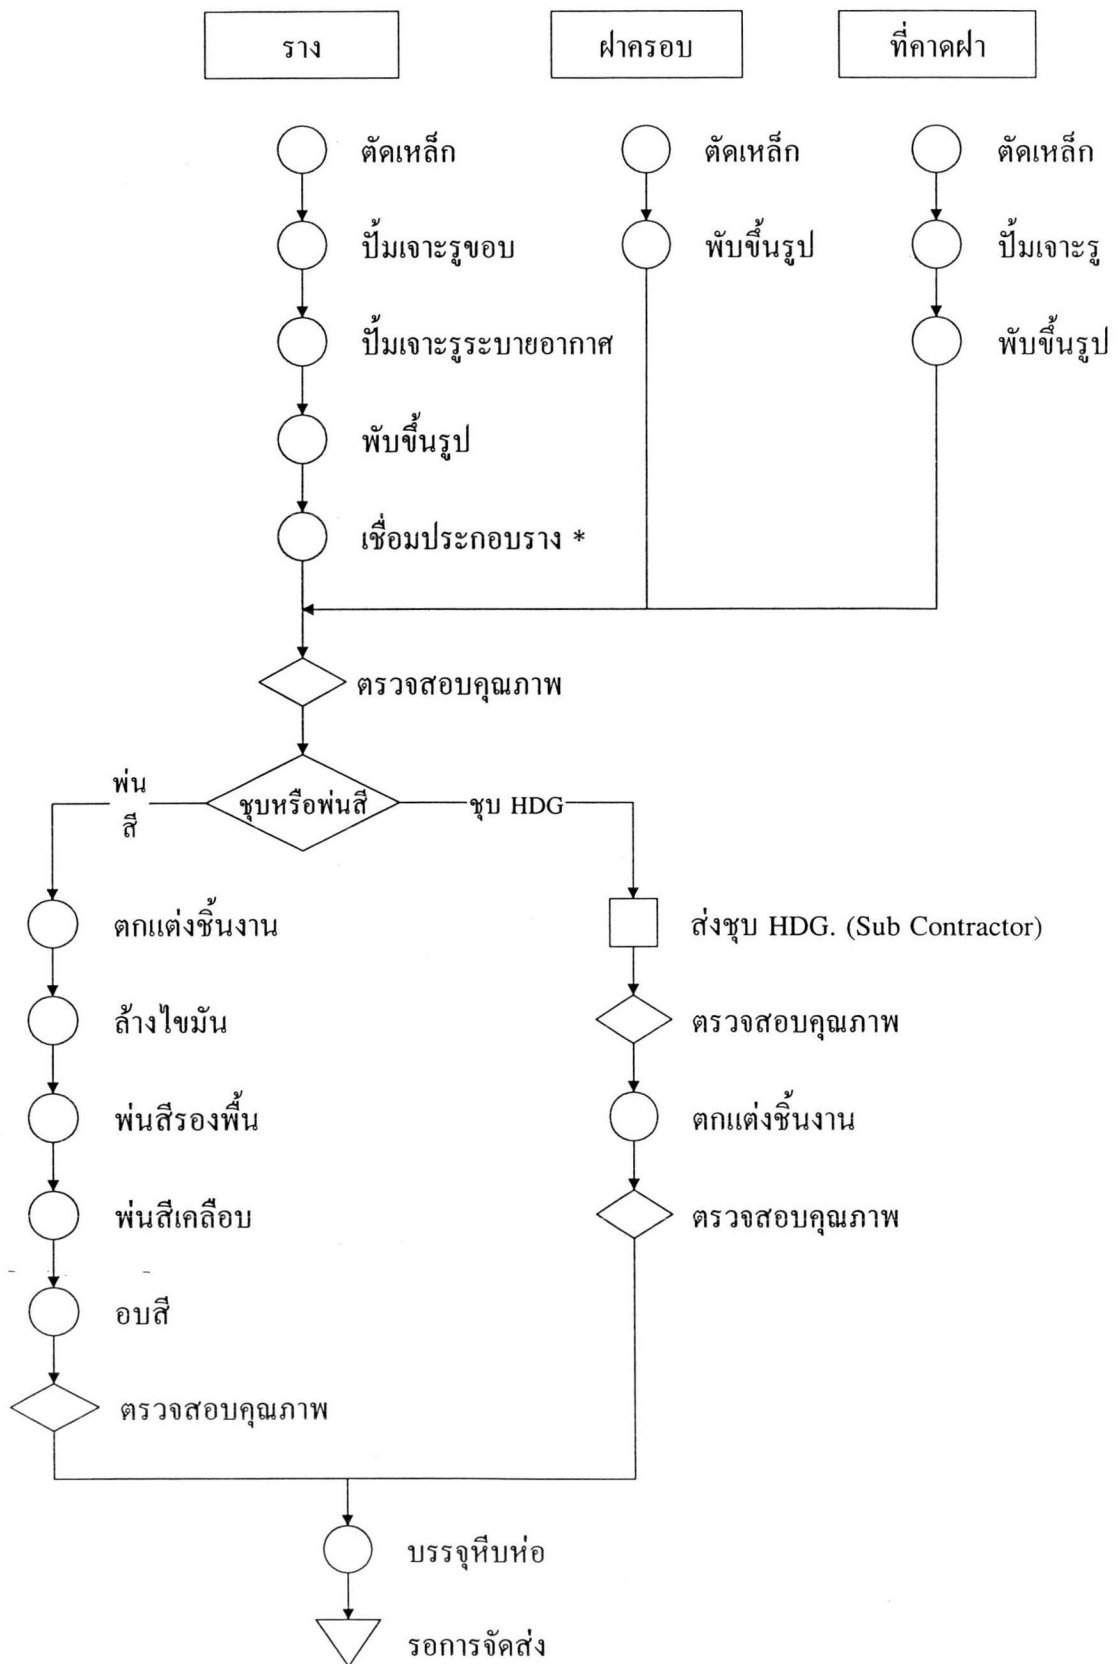 ราง
ฝาครอบ
ที่คาดฝา
ตัดเหล็ก
ตัดเหล็ก
ตัดเหล็ก
ปั้มเจาะรูขอบ
พับขึ้นรูป
ปั้มเจาะรู
ปั้มเจาะรูระบายอากาศ
พับขึ้นรูป
พับขึ้นรูป
เชื่อมประกอบราง *
ตรวจสอบคุณภาพ
พ่น
สี
ชุบหรือพ่นสี
ชุบ HDG
ตกแต่งชิ้นงาน
ส่งชุบ HDG. (Sub Contractor)
ล้างไขมัน
ตรวจสอบคุณภาพ
พ่นสีรองพื้น
ตกแต่งชิ้นงาน
พ่นสีเคลือบ
ตรวจสอบคุณภาพ
อบสี
ตรวจสอบคุณภาพ
บรรจุหีบห่อ
รอการจัดส่ง